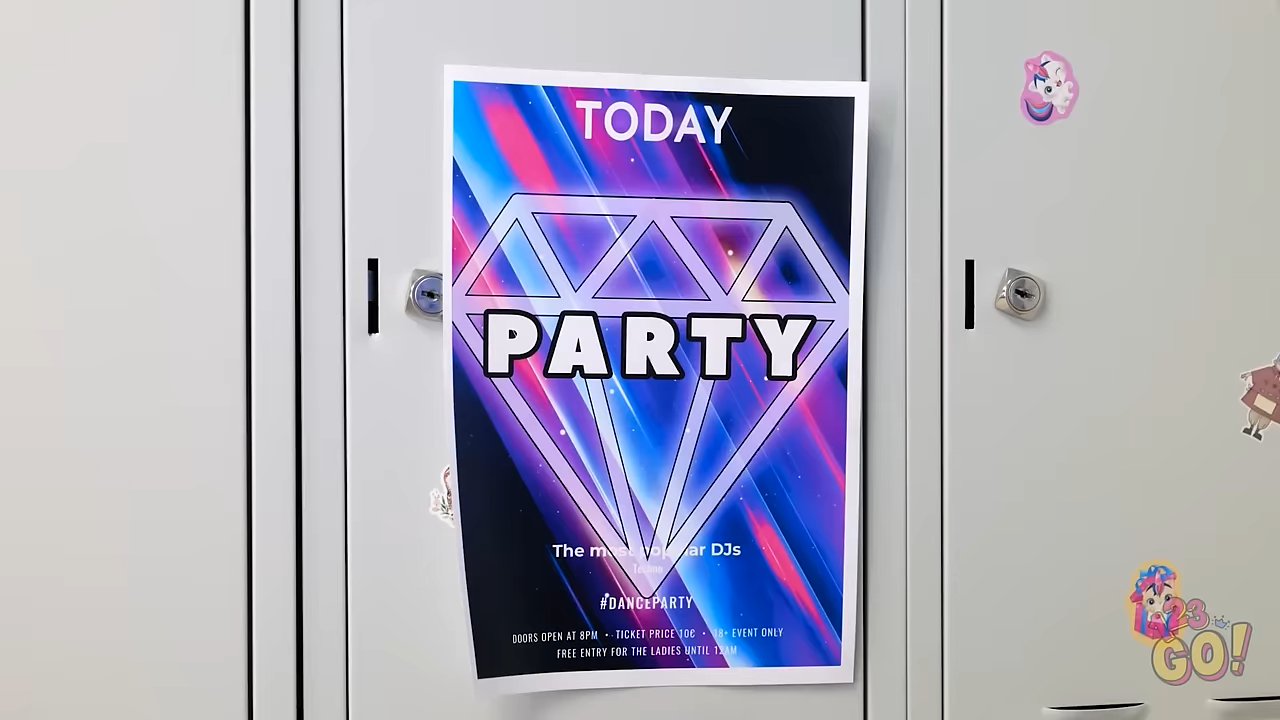 TODAY
PARTY
The most popular DJs
Techno
#DANCEPARTY
DOORS OPEN AT 8PM • TICKET PRICE 10€ • 18+ EVENT ONLY
FREE ENTRY FOR THE LADIES UNTIL 12AM
123
GO!